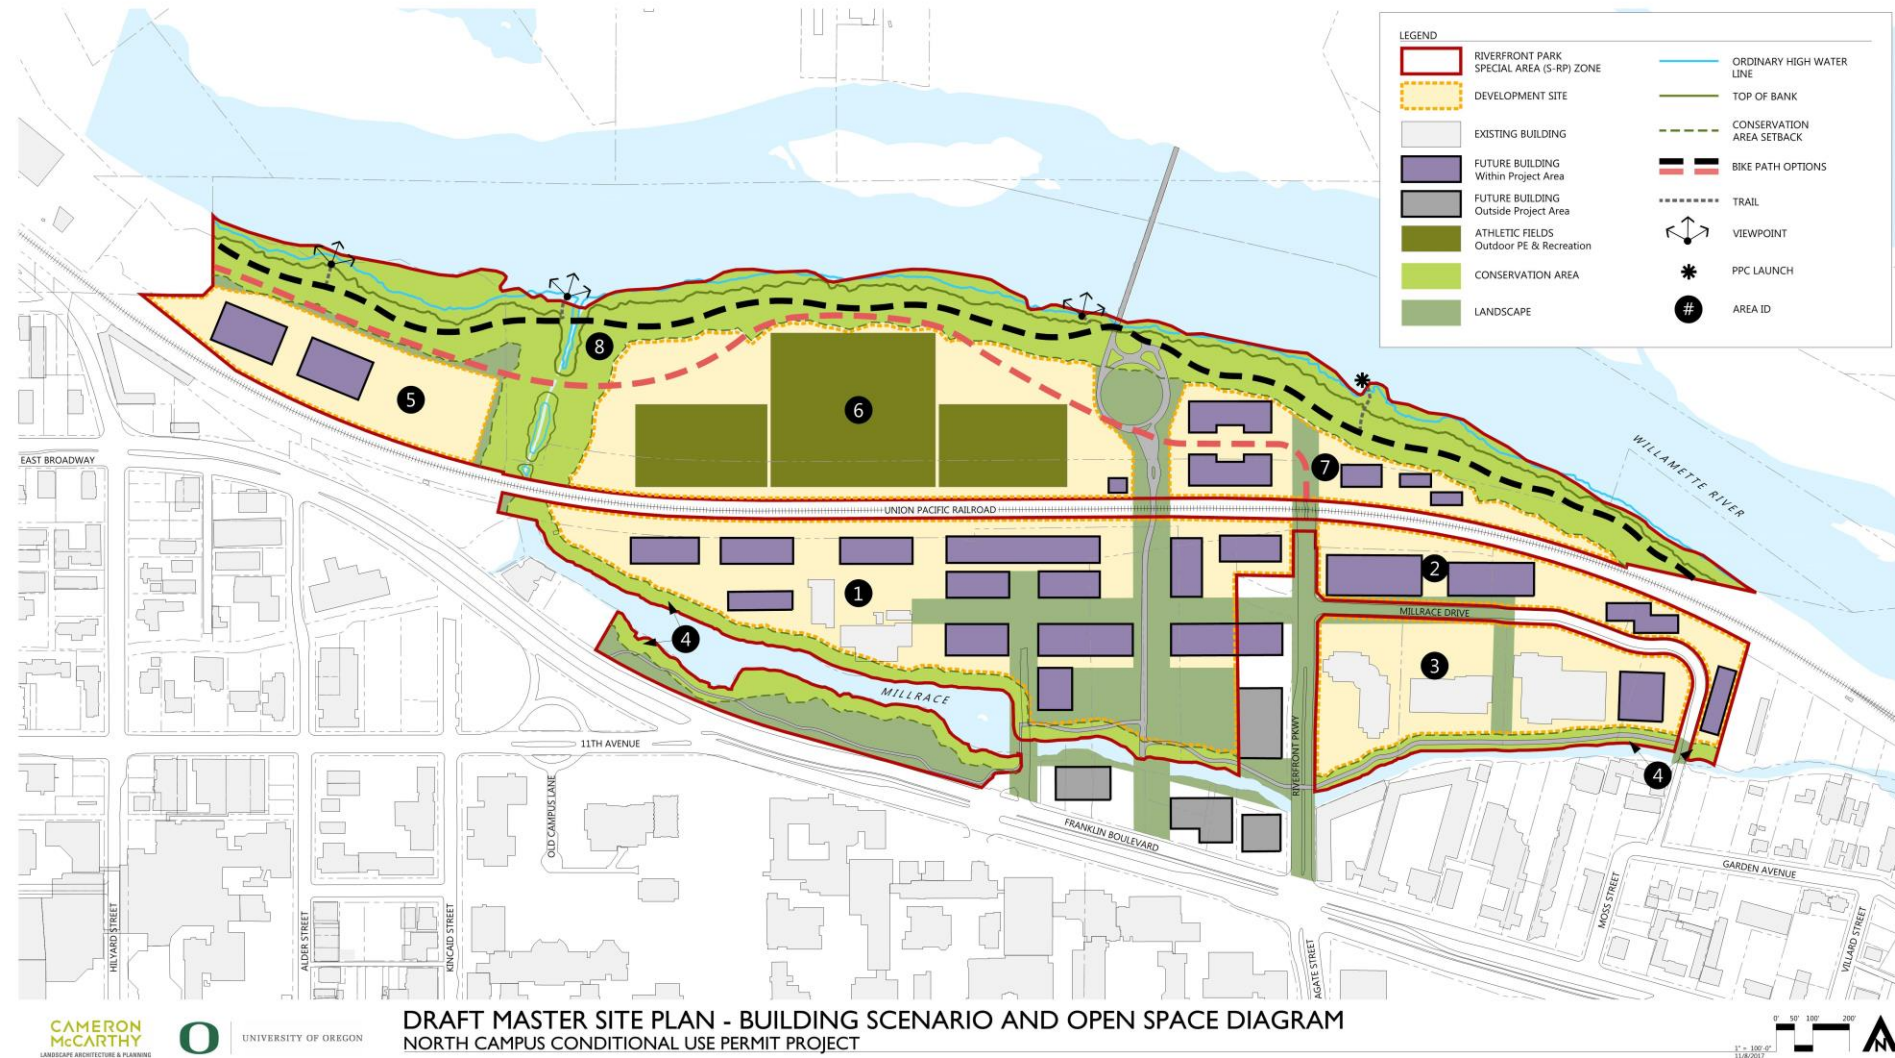 LEGEND
RIVERFRONT PARK
SPECIAL AREA (S-RP) ZONE
DEVELOPMENT SITE
EXISTING BUILDING
FUTURE BUILDING
Within Project Area
FUTURE BUILDING
Outside Project Area
ATHLETIC FIELDS
Outdoor PE & Recreation
CONSERVATION AREA
LANDSCAPE
ORDINARY HIGH WATER
LINE
TOP OF BANK
CONSERVATION
AREA SETBACK
BIKE PATH OPTIONS
TRAIL
VIEWPOINT
PPC LAUNCH
#
AREA ID
8
5
6
7
WILLAMETTE RIVER
EAST BROADWAY
UNION PACIFIC RAILROAD
1
2
MILLRACE DRIVE
4
3
MILLRACE
11TH AVENUE
RIVERFRONT PKWY
4
OLD CAMPUS LANE
FRANKLIN BOULEVARD
GARDEN AVENUE
HILYARD STREET
ALDER STREET
KINCAID STREET
AGATE STREET
MOSS STREET
VILLARD STREET
CAMERON
McCARTHY
LANDSCAPE ARCHITECTURE & PLANNING
O
UNIVERSITY OF OREGON
DRAFT MASTER SITE PLAN - BUILDING SCENARIO AND OPEN SPACE DIAGRAM
NORTH CAMPUS CONDITIONAL USE PERMIT PROJECT
0' 50' 100' 200'
1" = 100'-0"
11/8/2017
N